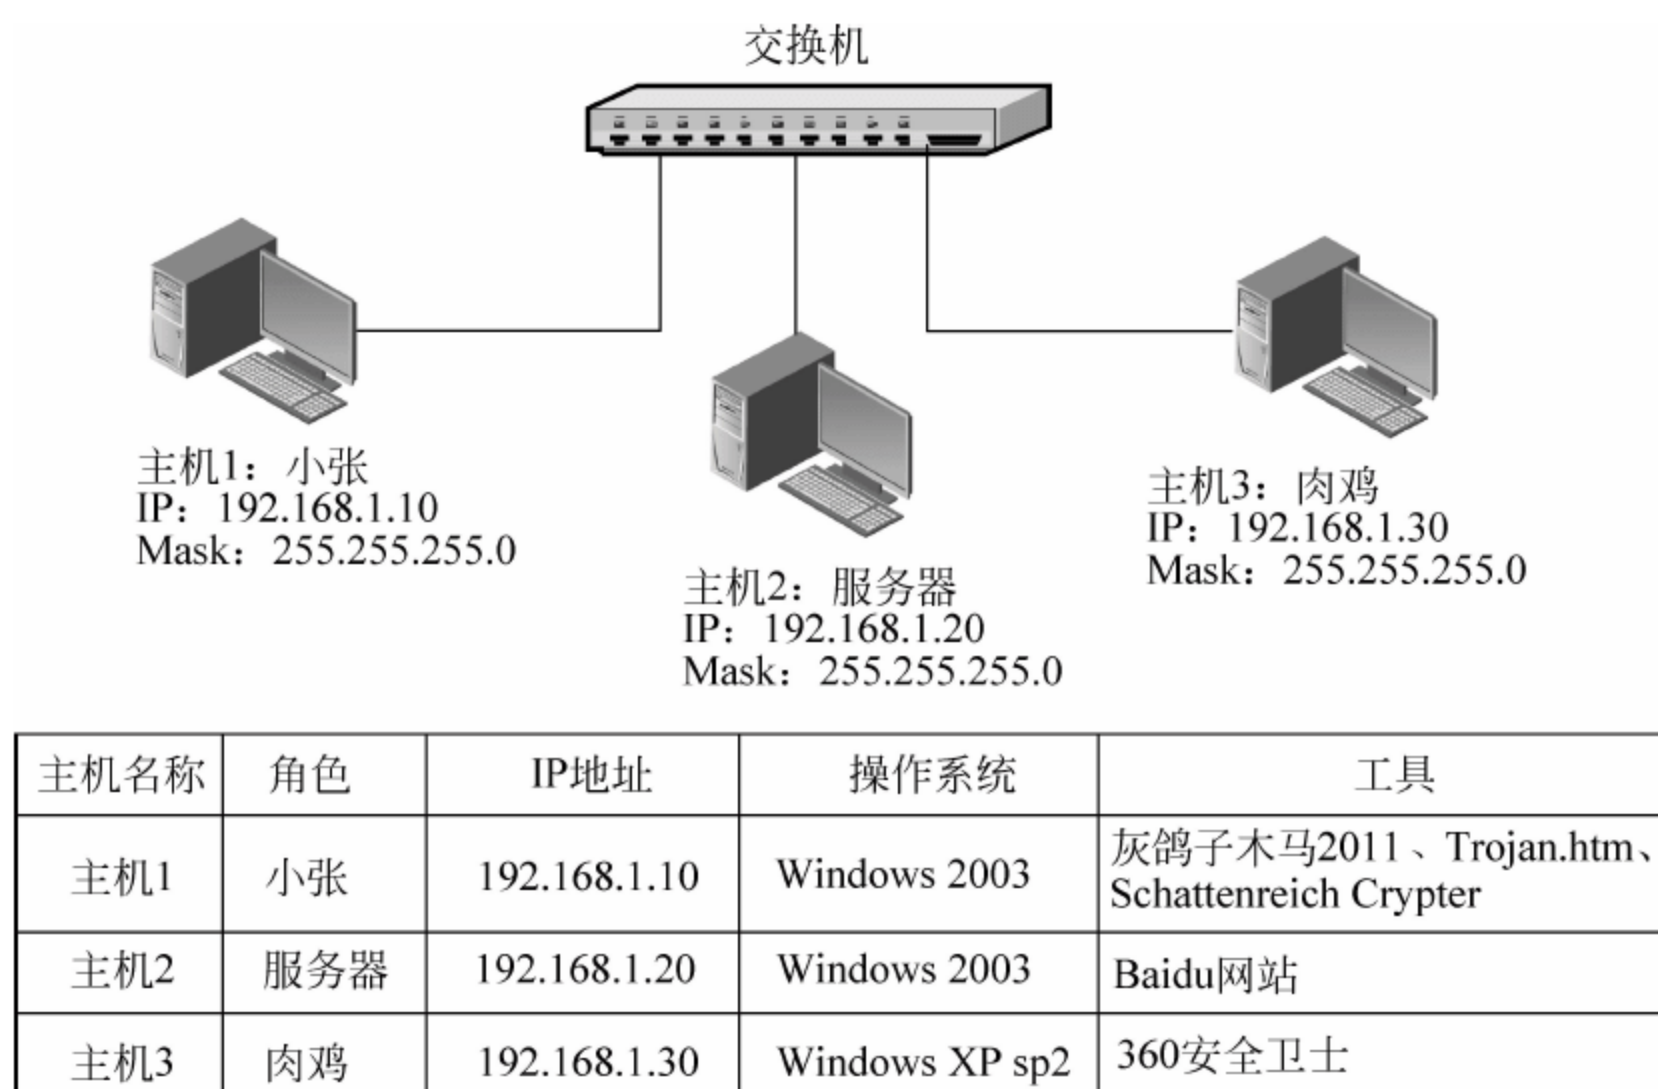 交换机
主机1：小张
IP：192.168.1.10
Mask：255.255.255.0
主机2：服务器
IP：192.168.1.20
Mask：255.255.255.0
主机3：肉鸡
IP：192.168.1.30
Mask：255.255.255.0
主机名称 角色 IP地址 操作系统 工具
主机1 小张 192.168.1.10 Windows 2003 灰鸽子木马2011、Trojan.htm、
Schattenreich Crypter
主机2 服务器 192.168.1.20 Windows 2003 Baidu网站
主机3 肉鸡 192.168.1.30 Windows XP sp2 360安全卫士